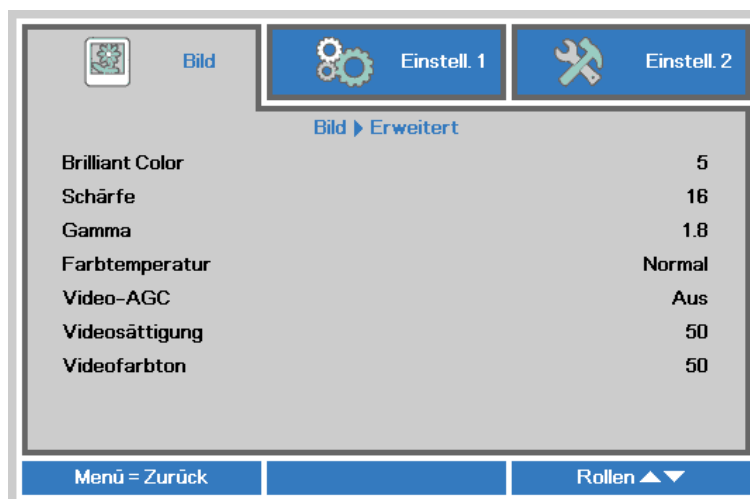 Bild
Einstell. 1
Einstell. 2
Bild ▶ Erweitert
Brilliant Color 5
Schärfe 16
Gamma 1.8
Farbtemperatur Normal
Video-AGC Aus
Videosättigung 50
Videofarbton 50
Menü = Zurück
Rollen ▲▼